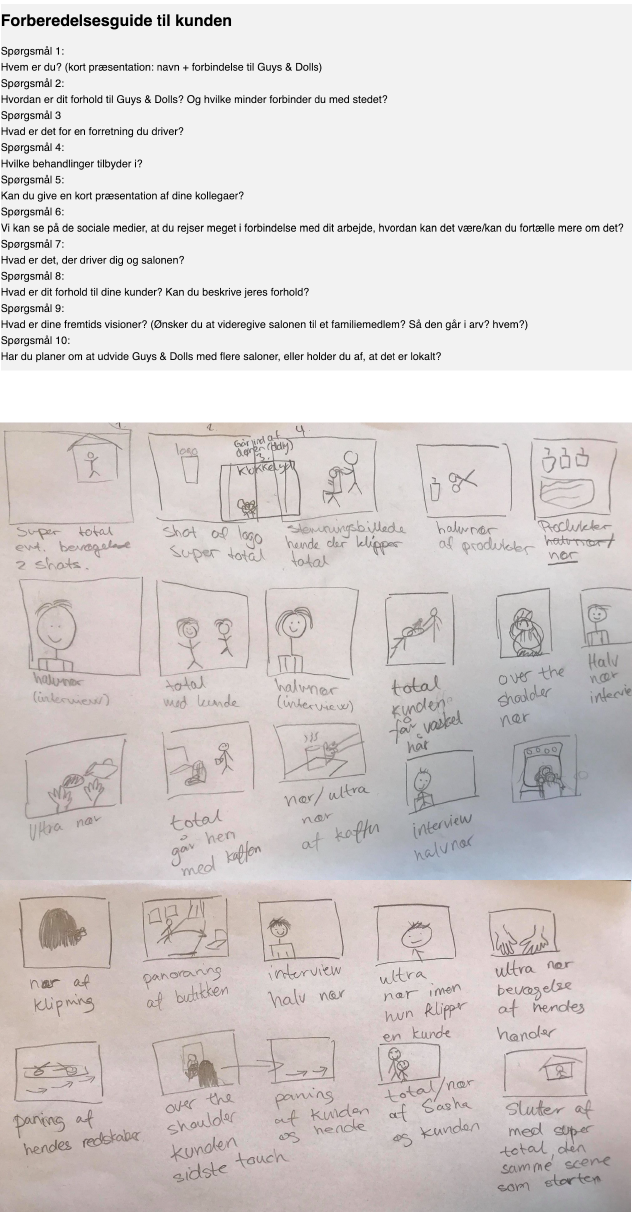 Forberedelsesguide til kunden
Spørgsmål 1:
Hvem er du? (kort præsentation: navn + forbindelse til Guys & Dolls)
Spørgsmål 2:
Hvordan er dit forhold til Guys & Dolls? Og hvilke minder forbinder du med stedet?
Spørgsmål 3
Hvad er det for en forretning du driver?
Spørgsmål 4:
Hvilke behandlinger tilbyder i?
Spørgsmål 5:
Kan du give en kort præsentation af dine kollegaer?
Spørgsmål 6:
Vi kan se på de sociale medier, at du rejser meget i forbindelse med dit arbejde, hvordan kan det være/kan du fortælle mere om det?
Spørgsmål 7:
Hvad er det, der driver dig og salonen?
Spørgsmål 8:
Hvad er dit forhold til dine kunder? Kan du beskrive jeres forhold?
Spørgsmål 9:
Hvad er dine fremtids visioner? (Ønsker du at videregive salonen til et familiemedlem? Så den går i arv? hvem?)
Spørgsmål 10:
Har du planer om at udvide Guys & Dolls med flere saloner, eller holder du af, at det er lokalt?
1
2
4.
logo
Går ind af
døren
3.
Klokkelyd
Super total
evt. bevægelse
2 shots.
Shot of logo
Super total
Stemningsbillede
hende der klipper
total
halvnær
af produkter
Produkter
halvnær/
nær
halvnær
(interview)
total
med kunde
halvnær
(interview)
total
kunden
får vasket
hår
over the
shoulder
nær
Halv
nær
intervie
Ultra nær
total
går hen
med kaffen
nær/ultra
nær
af kaffen
interview
halvnær
nær af
klipning
panoraning
af butikken
interview
halv nær
ultra
nær imen
hun klipper
en kunde
ultra nær
bevægelse
af hendes
hænder
paning af
hendes redskaber
over the
shoulder
kunden
sidste touch
paning
af kunden
og hende
total/nær
af Sasha
og kunden
Slutter af
med super
total, den
samme scene
som starten